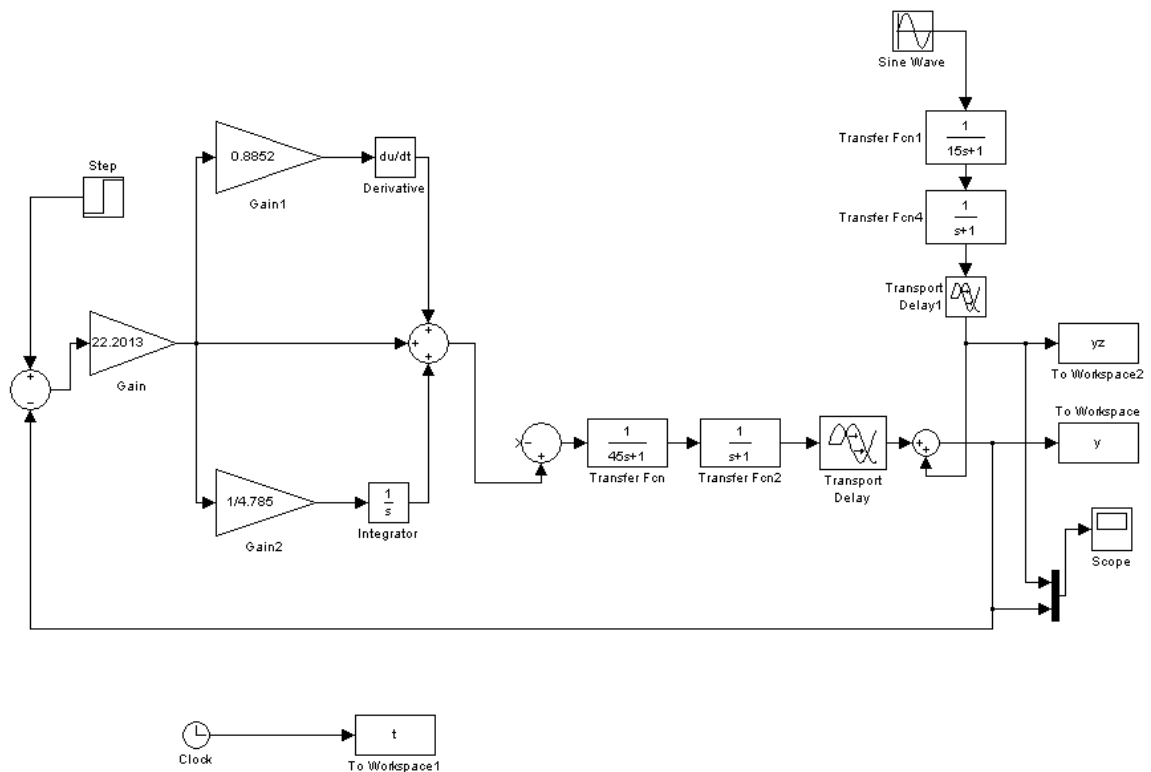 Sine Wave
1
15s+1
Transfer Fcn1
1
s+1
Transfer Fcn4
Transport
Delay1
Step
0.8852
Gain1
du/dt
Derivative
22.2013
Gain
+
-
+
+
+
1/4.785
Gain2
1
s
Integrator
-
+
1
45s+1
Transfer Fcn
1
s+1
Transfer Fcn2
Transport
Delay
+
+
yz
To Workspace2
To Workspace
y
Scope
Clock
t
To Workspace1